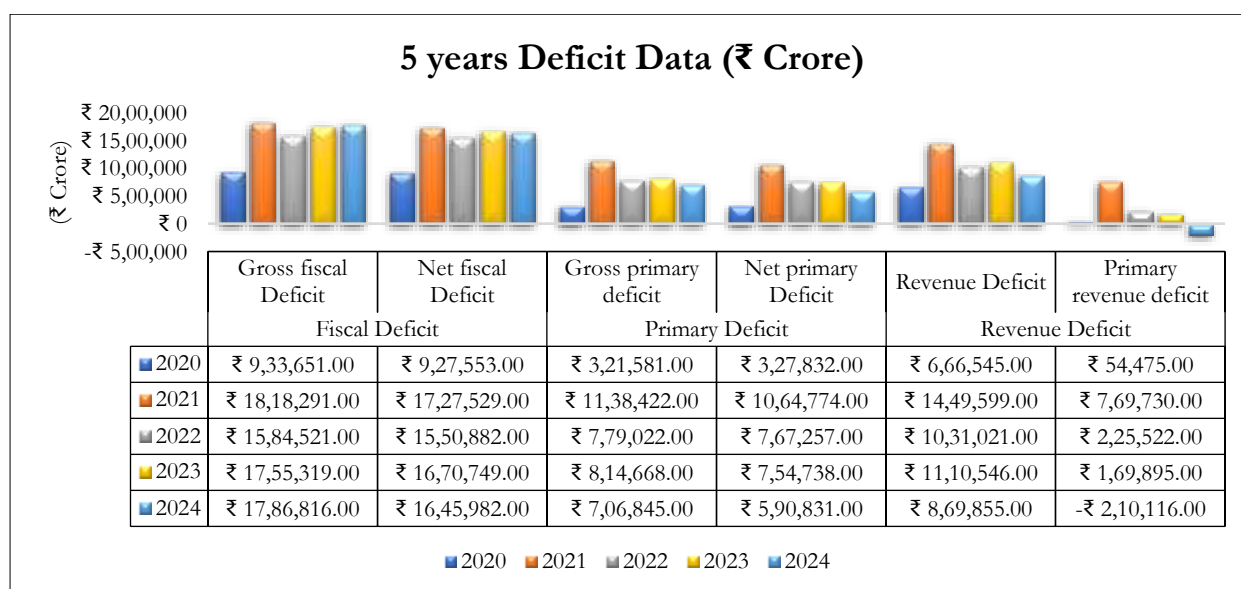 5 years Deficit Data (₹ Crore)
(₹ Crore)
₹ 20,00,000
₹ 15,00,000
₹ 10,00,000
₹ 5,00,000
₹ 0
-₹ 5,00,000
Gross fiscal Deficit Net fiscal Deficit Gross primary deficit Net primary Deficit Revenue Deficit Primary revenue deficit
Fiscal Deficit Primary Deficit Revenue Deficit
2020 ₹ 9,33,651.00 ₹ 9,27,553.00 ₹ 3,21,581.00 ₹ 3,27,832.00 ₹ 6,66,545.00 ₹ 54,475.00
2021 ₹ 18,18,291.00 ₹ 17,27,529.00 ₹ 11,38,422.00 ₹ 10,64,774.00 ₹ 14,49,599.00 ₹ 7,69,730.00
2022 ₹ 15,84,521.00 ₹ 15,50,882.00 ₹ 7,79,022.00 ₹ 7,67,257.00 ₹ 10,31,021.00 ₹ 2,25,522.00
2023 ₹ 17,55,319.00 ₹ 16,70,749.00 ₹ 8,14,668.00 ₹ 7,54,738.00 ₹ 11,10,546.00 ₹ 1,69,895.00
2024 ₹ 17,86,816.00 ₹ 16,45,982.00 ₹ 7,06,845.00 ₹ 5,90,831.00 ₹ 8,69,855.00 -₹ 2,10,116.00
2020 2021 2022 2023 2024